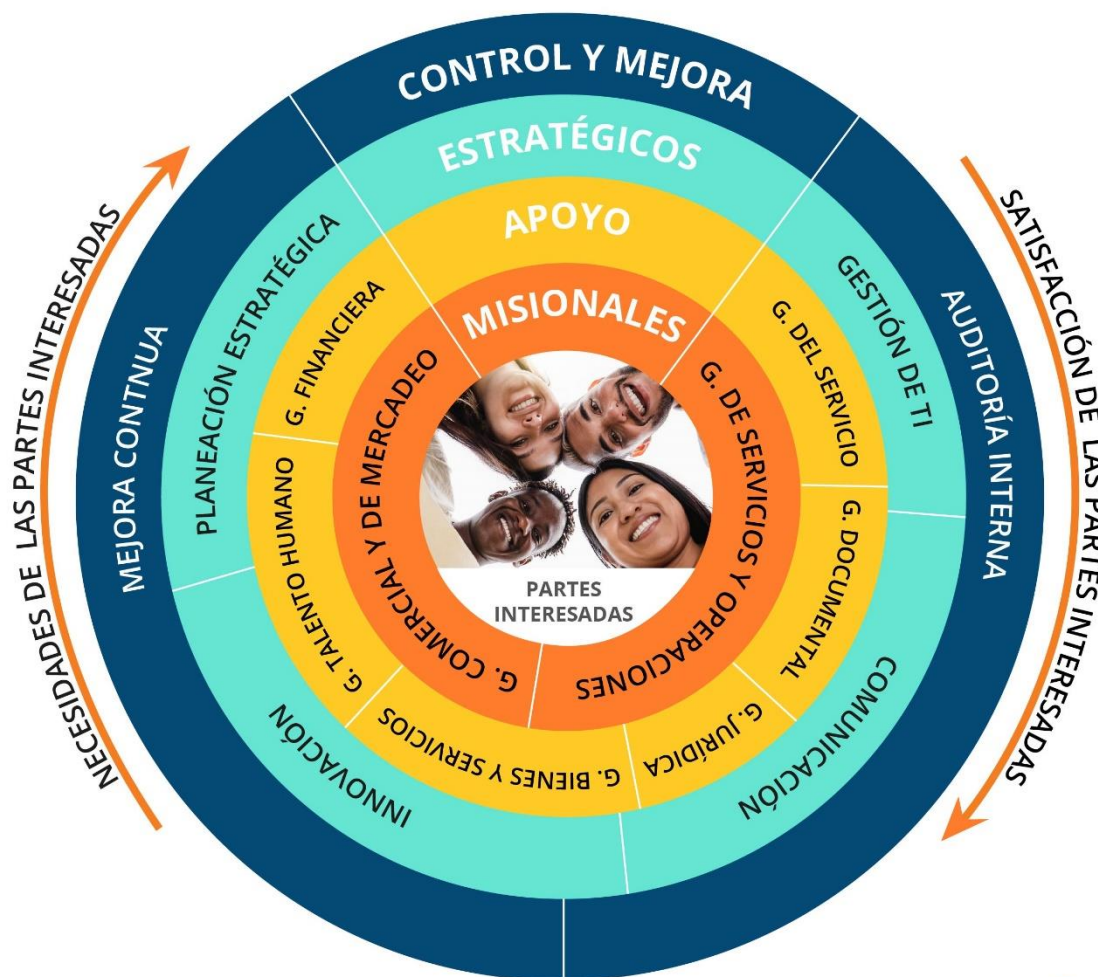 CONTROL Y MEJORA
ESTRATÉGICOS
APOYO
MISIONALES
NECESIDADES DE LAS PARTES INTERESADAS
MEJORA CONTNUA
PLANEACIÓN ESTRATÉGICA
G. FINANCIERA
G. TALENTO HUMANO
G. COMERCIAL Y DE MERCADEO
G. DE SERVICIOS Y OPERACIONES
G. DEL SERVICIO
GESTIÓN DE TI
AUDITORÍA INTERNA
SATISFACCIÓN DE LAS PARTES INTERESADAS
PARTES
INTERESADAS
G. DOCUMENTAL
G. JURÍDICA
G. BIENES Y SERVICIOS
INNOVACIÓN
COMUNICACIÓN